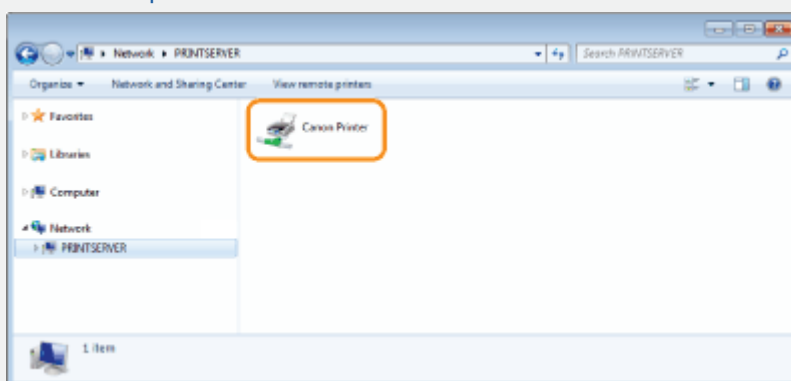 Network ▸ PRINTSERVER
Search PRINTSERVER
Organize
Network and Sharing Center
View remote printers
Favorites
Canon Printer
Libraries
Computer
Network
PRINTSERVER
1 item